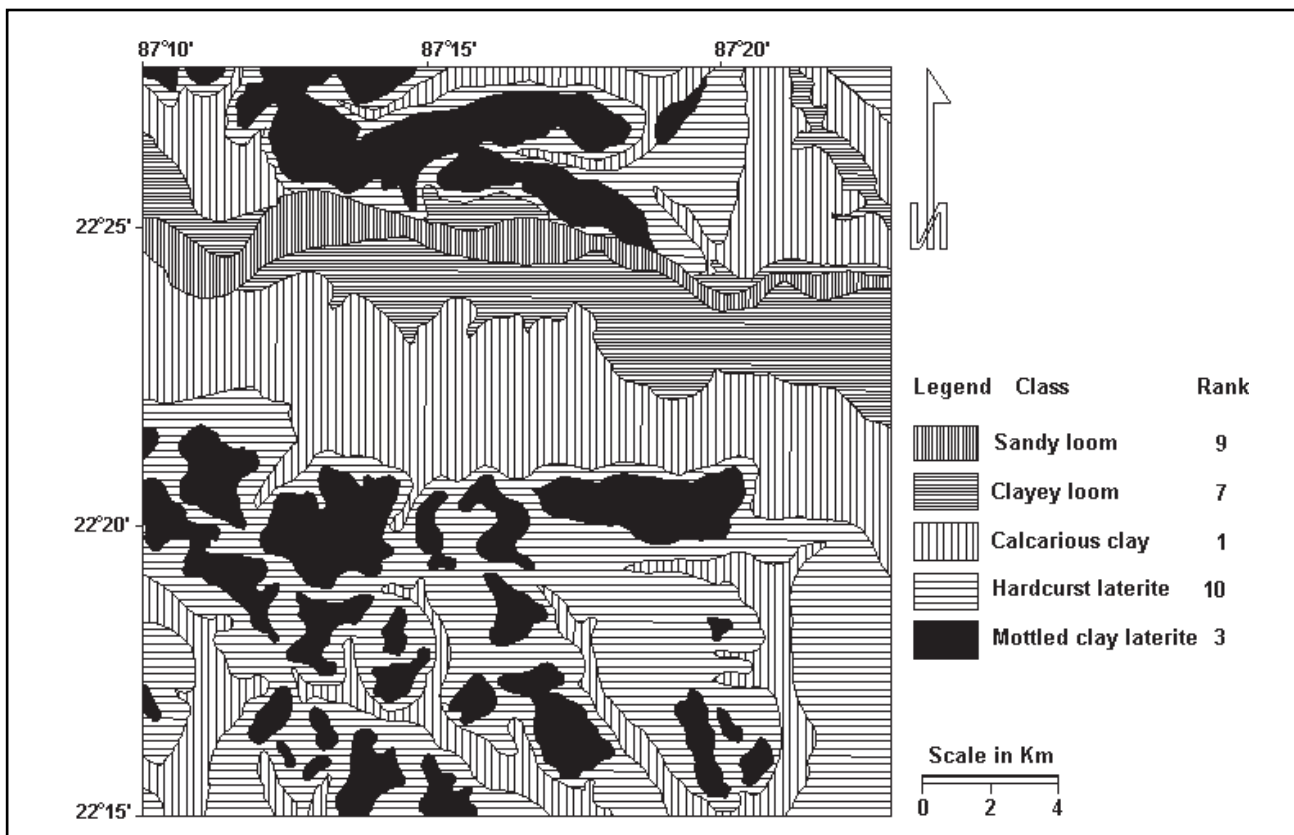 87°10' 87°15' 87°20'
22°25'
22°20'
22°15'
N
Legend Class Rank
Sandy loom 9
Clayey loom 7
Calcarious clay 1
Hardcurst laterite 10
Mottled clay laterite 3
Scale in Km
0 2 4